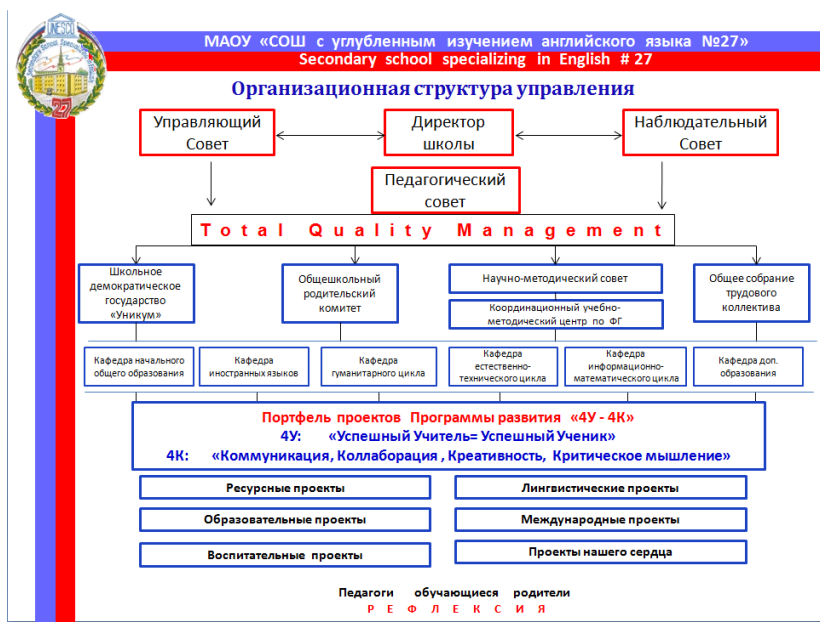 UNESCO
27
МАОУ «СОШ с углубленным изучением английского языка №27»
Secondary school specializing in English # 27
Организационная структура управления
Управляющий
Совет
Директор
школы
Наблюдательный
Совет
Педагогический
совет
Total Quality Management
Школьное
демократическое
государство
«Уникум»
Общешкольный
родительский
комитет
Научно-методический совет
Координационный учебно-
методический центр по ФГ
Общее собрание
трудового
коллектива
Кафедра начального
общего образования
Кафедра
иностранных языков
Кафедра
гуманитарного цикла
Кафедра
естественно-
технического цикла
Кафедра
информационно-
математического цикла
Кафедра доп.
образования
Портфель проектов Программы развития «4У - 4К»
4У: «Успешный Учитель= Успешный Ученик»
4К: «Коммуникация, Коллаборация , Креативность, Критическое мышление»
Ресурсные проекты
Лингвистические проекты
Образовательные проекты
Международные проекты
Воспитательные проекты
Проекты нашего сердца
Педагоги обучающиеся родители
РЕФЛЕКСИЯ